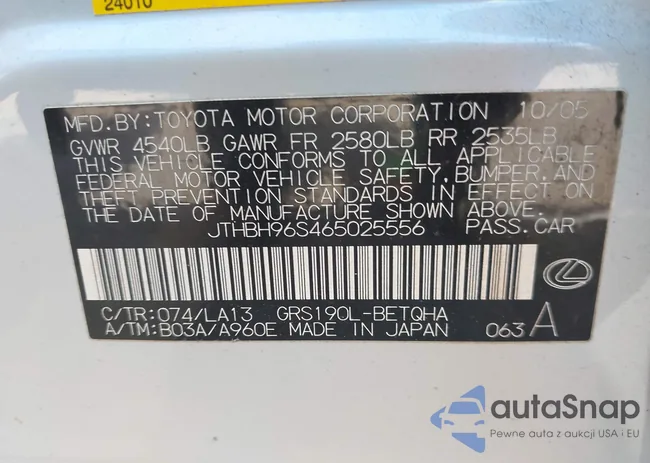 24010
MFD.BY:TOYOTA MOTOR CORPORATION 10/05
GVWR 4540LB GAWR FR 2580LB RR 2535LB
THIS VEHICLE CONFORMS TO ALL APPLICABLE
FEDERAL MOTOR VEHICLE SAFETY,BUMPER,AND
THEFT PREVENTION STANDARDS IN EFFECT ON
THE DATE OF MANUFACTURE SHOWN ABOVE.
JTHBH96S465025556 PASS.CAR
C/TR:074/LA13 GRS190L-BETQHA
A/TM:B03A/A960E MADE IN JAPAN 063 A
autaSnap
Pewne auta z aukcji USA i EU